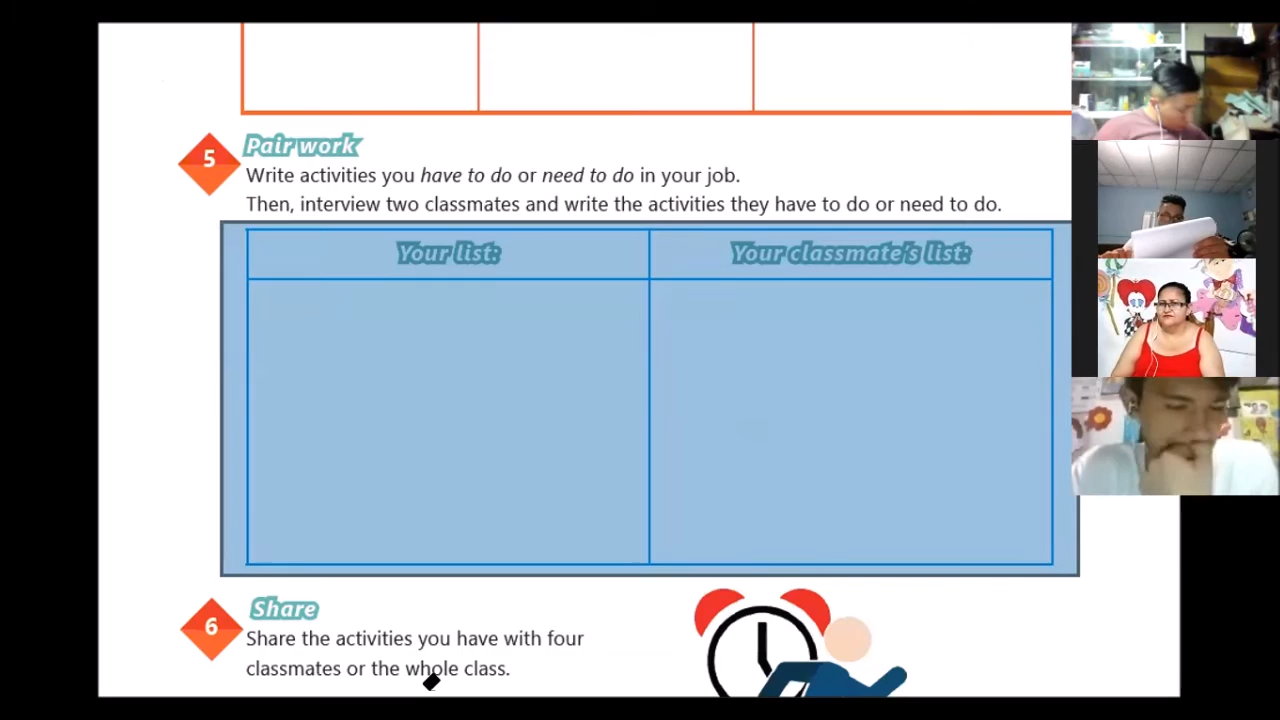 5
Pair work
Write activities you have to do or need to do in your job.
Then, interview two classmates and write the activities they have to do or need to do.
Your list:
Your classmate's list:
6
Share
Share the activities you have with four
classmates or the whole class.